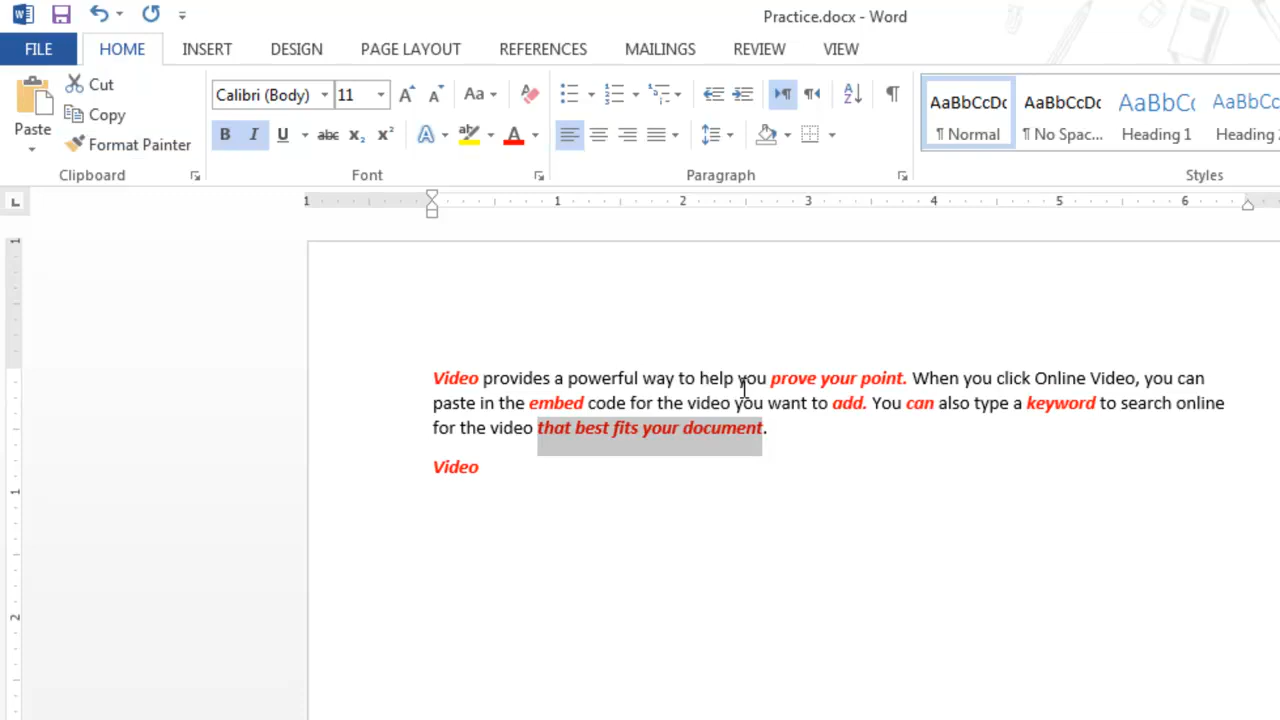 Practice.docx - Word
FILE HOME INSERT DESIGN PAGE LAYOUT REFERENCES MAILINGS REVIEW VIEW
Paste
Cut
Copy
Format Painter
Clipboard
Calibri (Body) 11
A A Aa
B I U abc x₂ x² A ab A
Font
Paragraph
AaBbCcDc AaBbCcDc AaBbCc AaBbCc
¶ Normal ¶ No Spac... Heading 1 Heading
Styles
L 1 1 2 3 4 5 6
1
1
2
Video provides a powerful way to help you prove your point. When you click Online Video, you can
paste in the embed code for the video you want to add. You can also type a keyword to search online
for the video that best fits your document.
Video